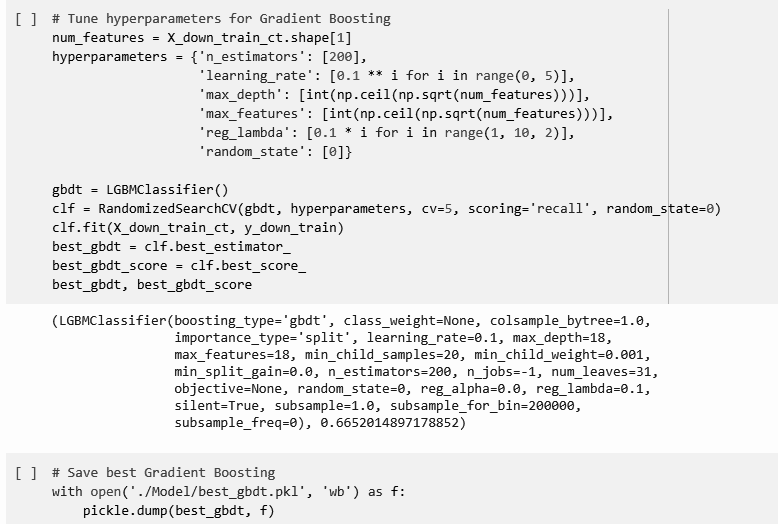 [ ] # Tune hyperparameters for Gradient Boosting
num_features = X_down_train_ct.shape[1]
hyperparameters = {'n_estimators': [200],
                   'learning_rate': [0.1 ** i for i in range(0, 5)],
                   'max_depth': [int(np.ceil(np.sqrt(num_features)))],
                   'max_features': [int(np.ceil(np.sqrt(num_features)))],
                   'reg_lambda': [0.1 * i for i in range(1, 10, 2)],
                   'random_state': [0]}

gbdt = LGBMClassifier()
clf = RandomizedSearchCV(gbdt, hyperparameters, cv=5, scoring='recall', random_state=0)
clf.fit(X_down_train_ct, y_down_train)
best_gbdt = clf.best_estimator_
best_gbdt_score = clf.best_score_
best_gbdt, best_gbdt_score

(LGBMClassifier(boosting_type='gbdt', class_weight=None, colsample_bytree=1.0,
                importance_type='split', learning_rate=0.1, max_depth=18,
                max_features=18, min_child_samples=20, min_child_weight=0.001,
                min_split_gain=0.0, n_estimators=200, n_jobs=-1, num_leaves=31,
                objective=None, random_state=0, reg_alpha=0.0, reg_lambda=0.1,
                silent=True, subsample=1.0, subsample_for_bin=200000,
                subsample_freq=0), 0.6652014897178852)

[ ] # Save best Gradient Boosting
with open('./Model/best_gbdt.pkl', 'wb') as f:
    pickle.dump(best_gbdt, f)